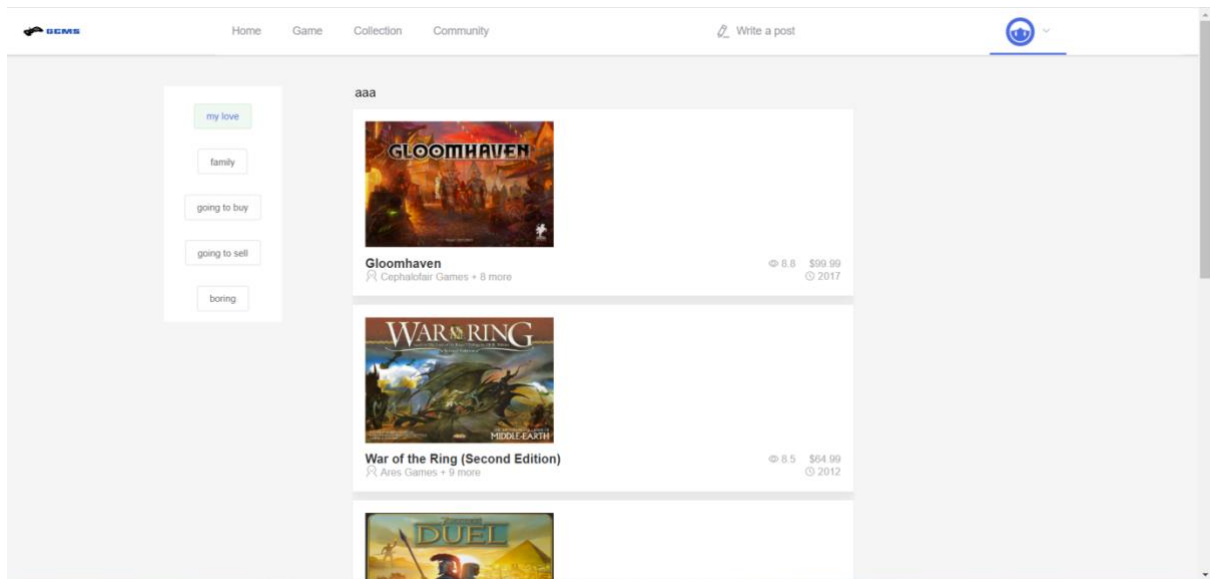 GCMS
Home Game Collection Community Write a post
my love
family
going to buy
going to sell
boring
aaa
GLOOMHAVEN
Gloomhaven
8.8 $99.99
Cephalofair Games + 8 more
2017
WAR OF THE RING
MIDDLE-EARTH
War of the Ring (Second Edition)
8.5 $64.99
Ares Games + 9 more
2012
DUEL